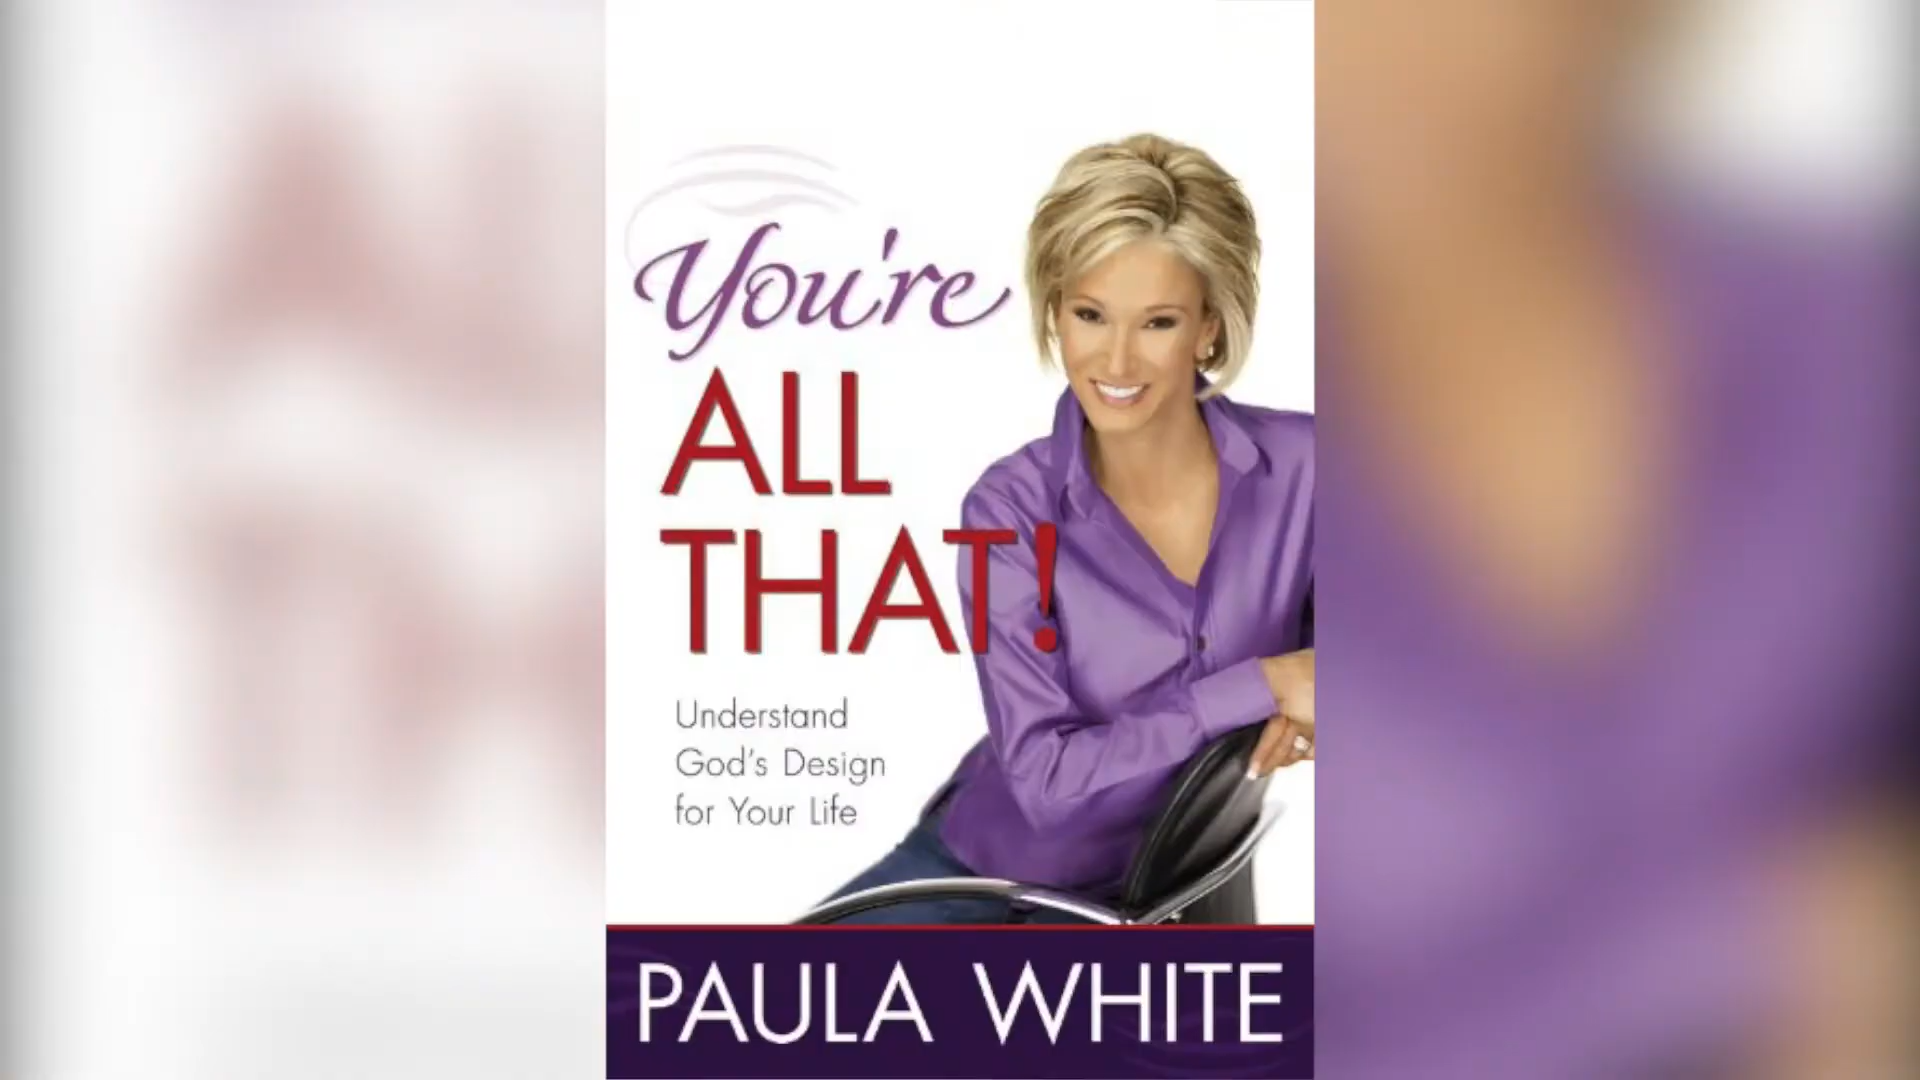 You're
ALL
THAT!
Understand
God's Design
for Your Life
PAULA WHITE